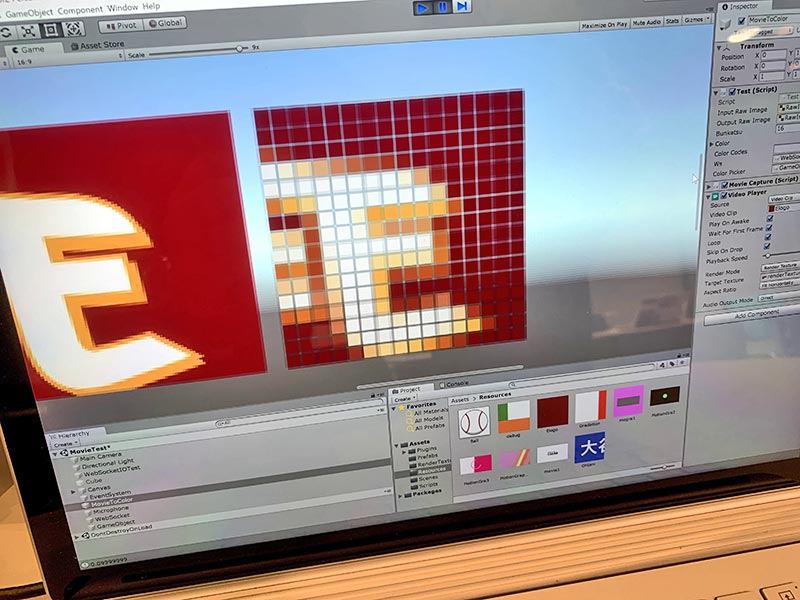 GameObject Component Window Help
Pivot Global
Game Asset Store
16:9 Scale 9x Maximize On Play Mute Audio Stats Gizmos
E
Inspector
MovieToColor
Transform
Position X 0
Rotation X 0
Scale X 1
Test (Script)
Script Test
Input Raw Image
Output Raw Image
Bunkatsu 16
Color
Color Codes
Ws
Color Picker
Movie Capture (Script)
Video Player
Source Video Clip
Video Clip Elogo
Play On Awake
Wait For First Frame
Loop
Skip On Drop
Playback Speed
Render Mode Render Texture
Target Texture
Aspect Ratio Fit Horizontally
Audio Output Mode Direct
Add Component
Hierarchy
Create
MovieTest*
Main Camera
Directional Light
WebSocketIOTest
Cube
Canvas
EventSystem
MovieToColor
Microphone
WebSocket
GameObject
DontDestroyOnLoad
Project Console
Create
Favorites
All Materials
All Models
All Prefabs
Assets
Plugins
Prefabs
Resources
Scenes
Scripts
Packages
Assets > Resources
Ball debug Elogo Gradation
MotionGra2
MotionGra3 movie1
0.09999999